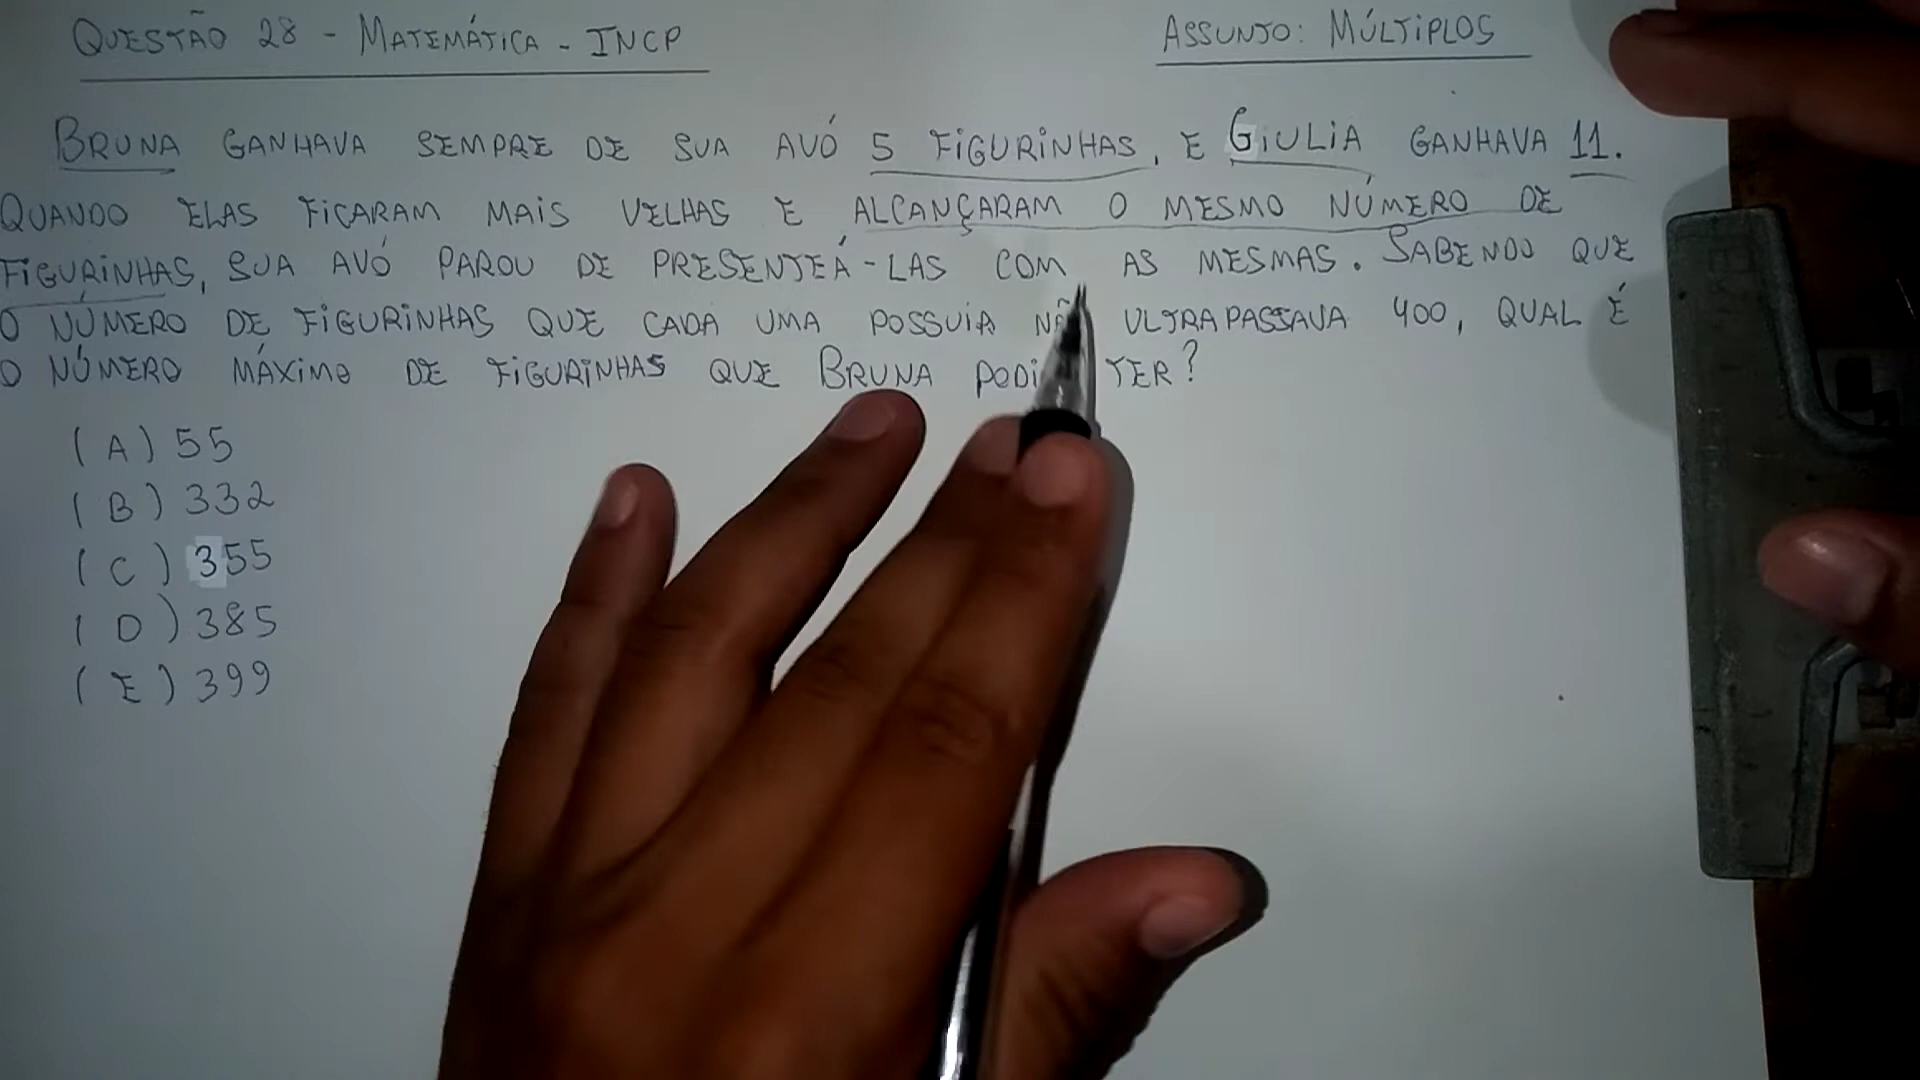 QUESTÃO 28 - MATEMÁTICA - INCP
ASSUNTO: MÚLTIPLOS
BRUNA GANHAVA SEMPRE DE SUA AVÓ 5 FIGURINHAS, E GIULIA GANHAVA 11.
QUANDO ELAS FICARAM MAIS VELHAS E ALCANÇARAM O MESMO NÚMERO DE
FIGURINHAS, SUA AVÓ PAROU DE PRESENTEÁ-LAS COM AS MESMAS. SABENDO QUE
O NÚMERO DE FIGURINHAS QUE CADA UMA POSSUIA ULTRAPASSAVA 400, QUAL É
O NÚMERO MÁXIMO DE FIGURINHAS QUE BRUNA TER?
(A) 55
(B) 332
(C) 355
(D) 385
(E) 399